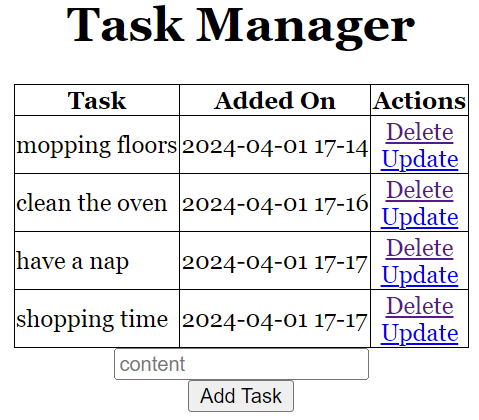 Task Manager
Task Added On Actions
mopping floors 2024-04-01 17-14 Delete
Update
clean the oven 2024-04-01 17-16 Delete
Update
have a nap 2024-04-01 17-17 Delete
Update
shopping time 2024-04-01 17-17 Delete
Update
content
Add Task